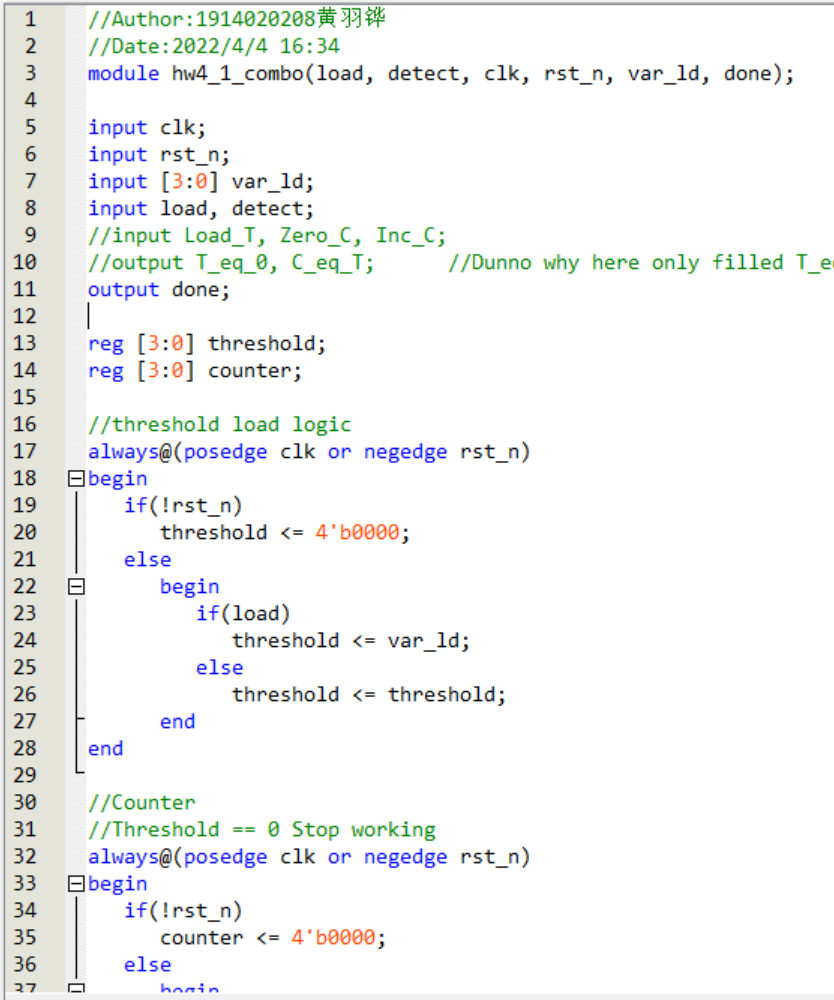 1 //Author:1914020208黄羽铧
2 //Date:2022/4/4 16:34
3 module hw4_1_combo(load, detect, clk, rst_n, var_ld, done);
4
5 input clk;
6 input rst_n;
7 input [3:0] var_ld;
8 input load, detect;
9 //input Load_T, Zero_C, Inc_C;
10 //output T_eq_0, C_eq_T; //Dunno why here only filled
11 output done;
12
13 reg [3:0] threshold;
14 reg [3:0] counter;
15
16 //threshold load logic
17 always@(posedge clk or negedge rst_n)
18 begin
19 if(!rst_n)
20 threshold <= 4'b0000;
21 else
22 begin
23 if(load)
24 threshold <= var_ld;
25 else
26 threshold <= threshold;
27 end
28 end
29
30 //Counter
31 //Threshold == 0 Stop working
32 always@(posedge clk or negedge rst_n)
33 begin
34 if(!rst_n)
35 counter <= 4'b0000;
36 else
37 begin